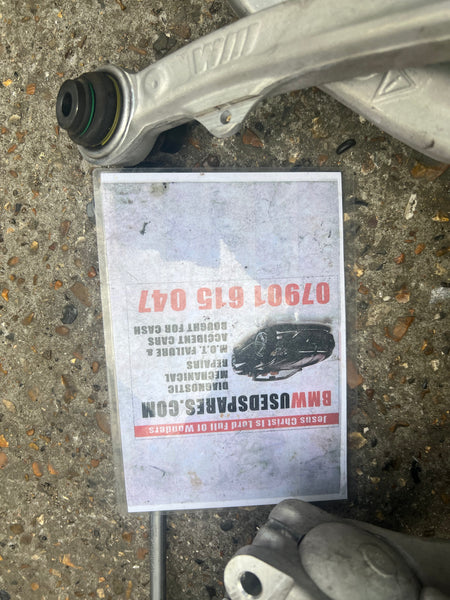 Jesus Christ Is Lord Full Of Wonders
BMWUSEDSPARES.COM
DIAGNOSTIC
MECHANICAL
REPAIRS
M.O.T. FAILURE &
ACCIDENT CARS
BOUGHT FOR CASH
07901 615 047